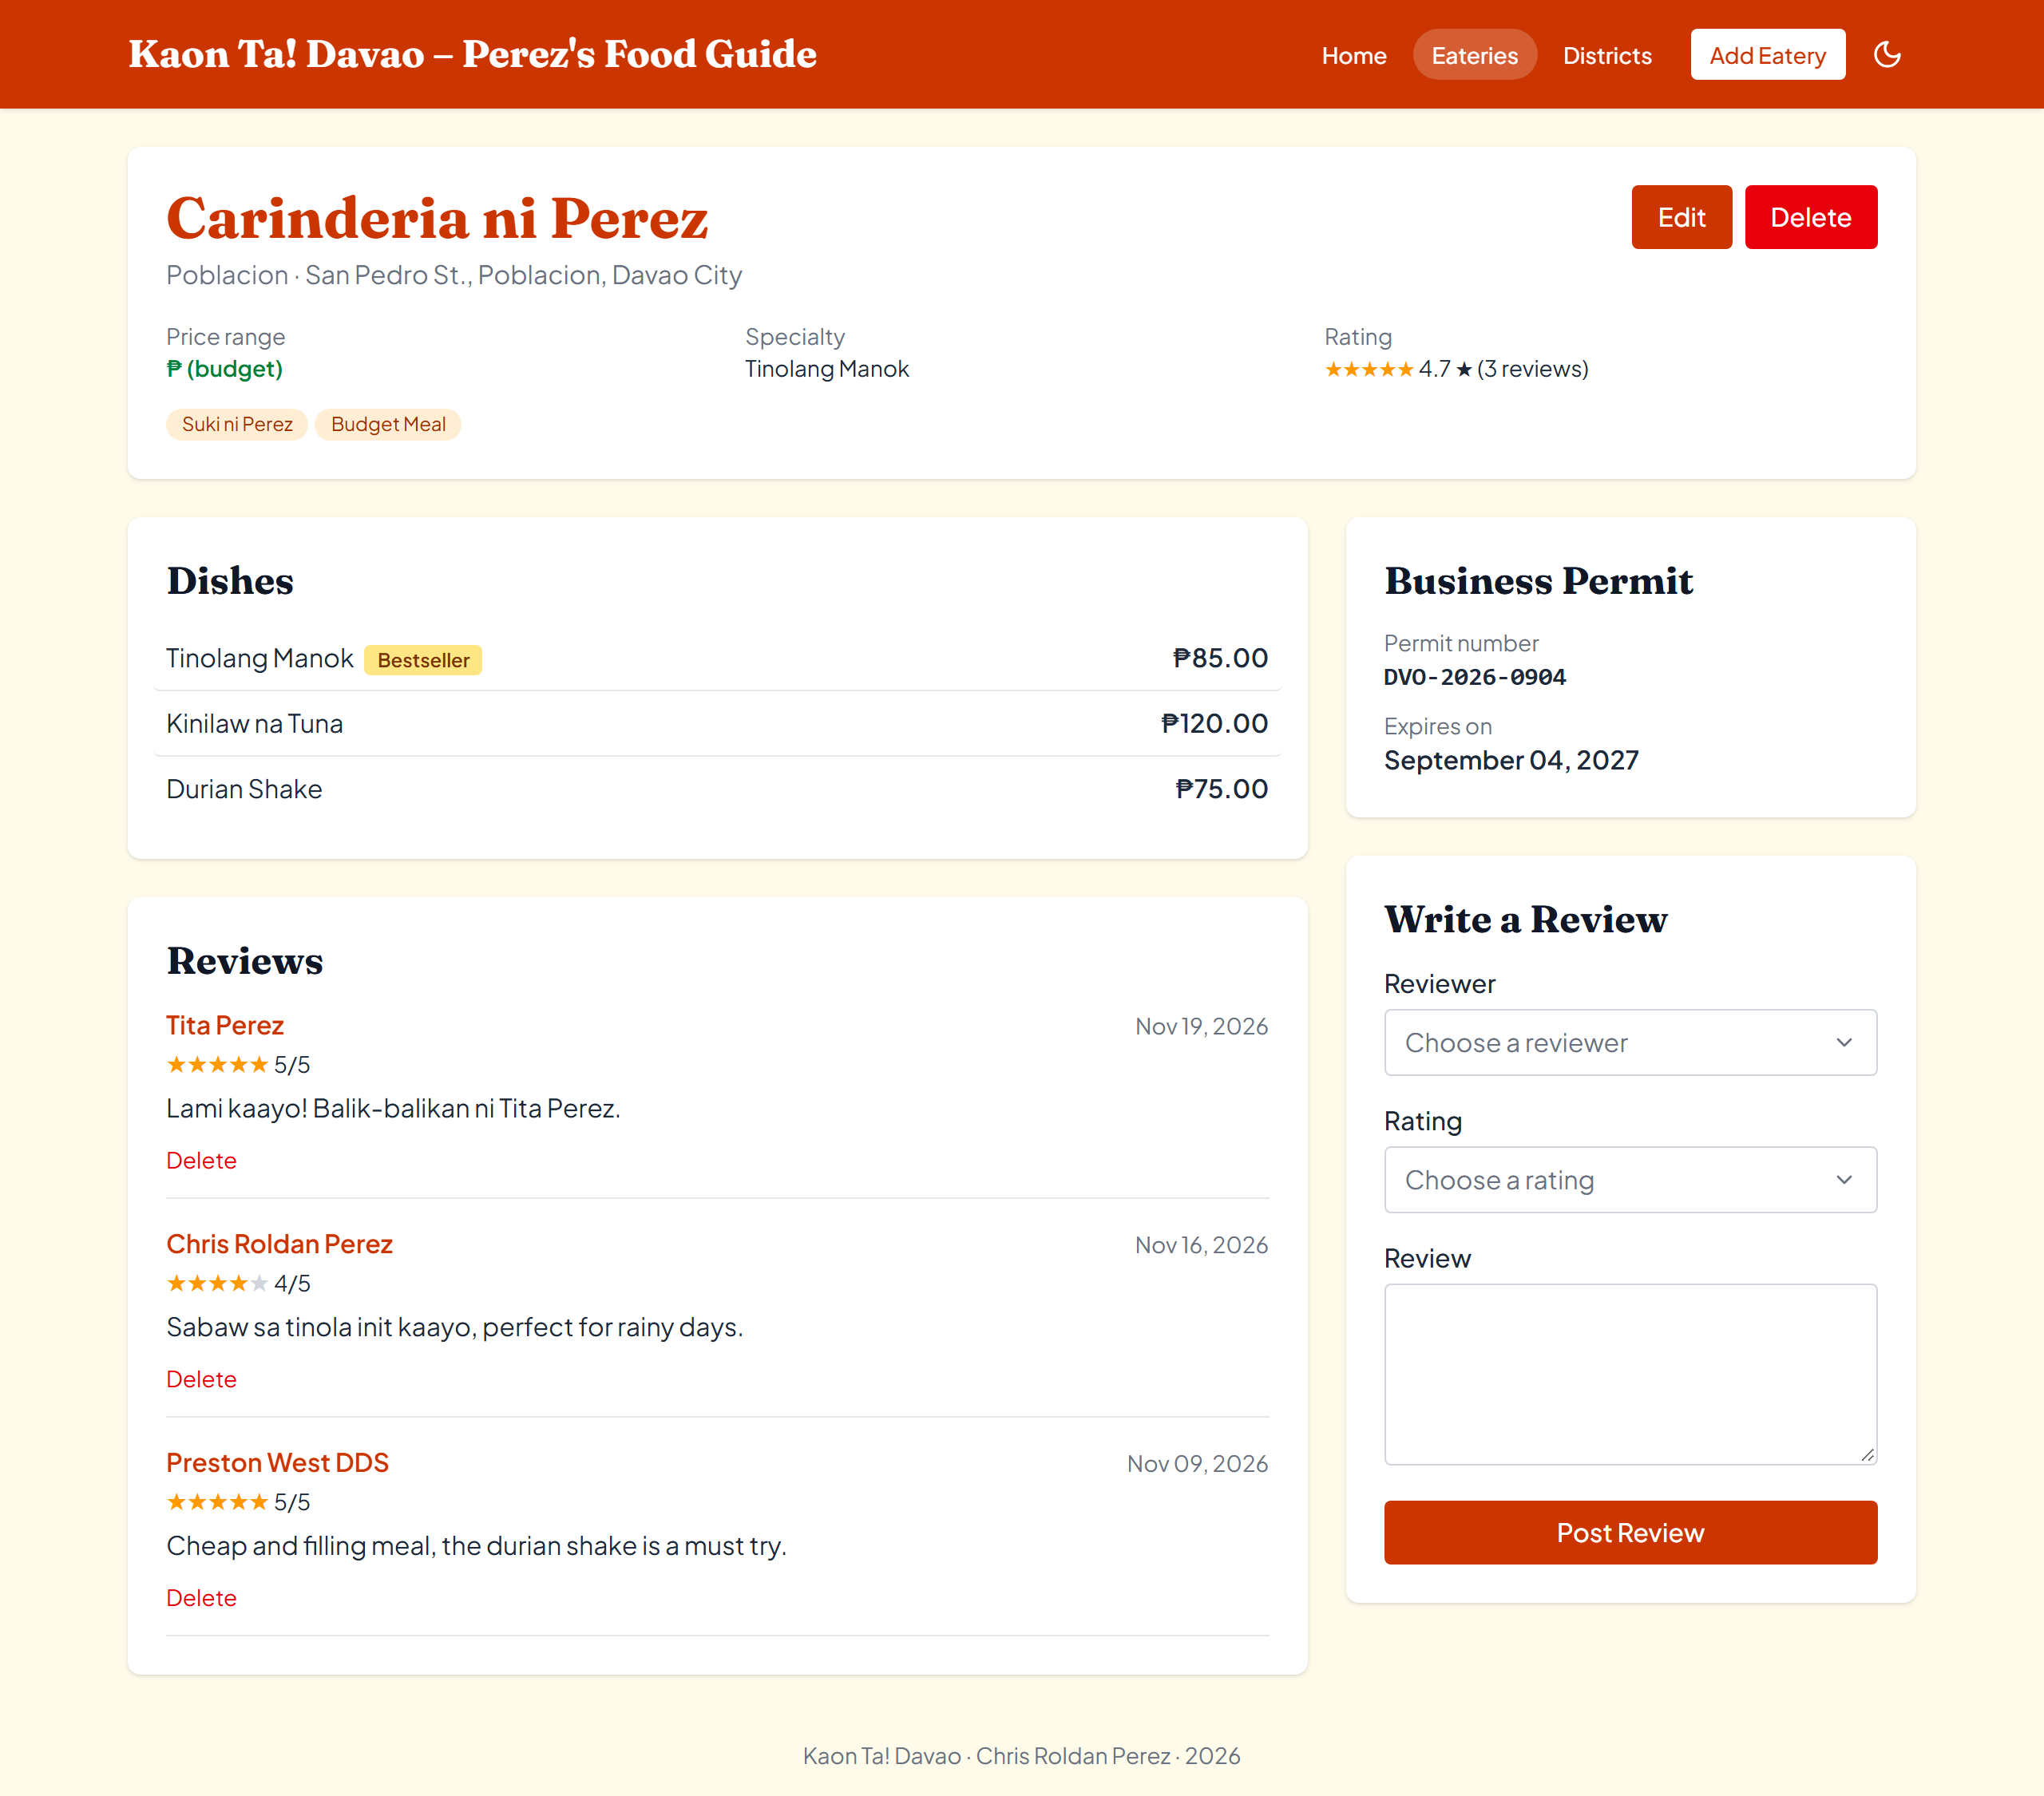 Kaon Ta! Davao – Perez's Food Guide
Home
Eateries
Districts
Add Eatery
Carinderia ni Perez
Edit
Delete
Poblacion · San Pedro St., Poblacion, Davao City
Price range
₱ (budget)
Specialty
Tinolang Manok
Rating
★★★★★ 4.7 ★ (3 reviews)
Suki ni Perez
Budget Meal
Dishes
Tinolang Manok Bestseller ₱85.00
Kinilaw na Tuna ₱120.00
Durian Shake ₱75.00
Business Permit
Permit number
DVO-2026-0904
Expires on
September 04, 2027
Reviews
Tita Perez Nov 19, 2026
★★★★★ 5/5
Lami kaayo! Balik-balikan ni Tita Perez.
Delete
Chris Roldan Perez Nov 16, 2026
★★★★★ 4/5
Sabaw sa tinola init kaayo, perfect for rainy days.
Delete
Preston West DDS Nov 09, 2026
★★★★★ 5/5
Cheap and filling meal, the durian shake is a must try.
Delete
Write a Review
Reviewer
Choose a reviewer
Rating
Choose a rating
Review
Post Review
Kaon Ta! Davao · Chris Roldan Perez · 2026